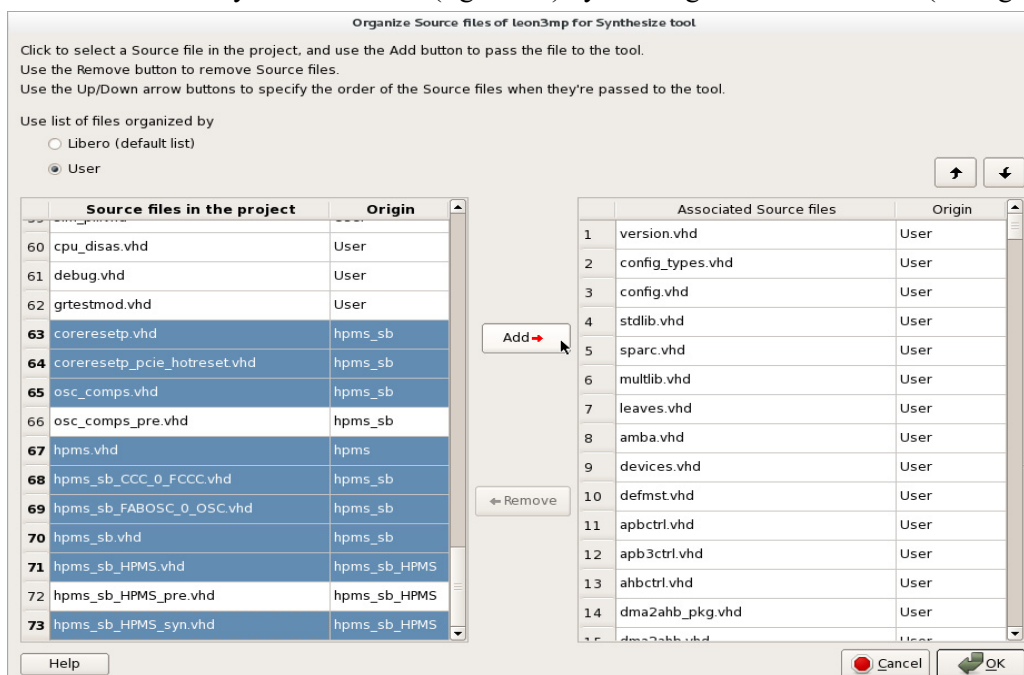 Organize Source files of leon3mp for Synthesize tool
Click to select a Source file in the project, and use the Add button to pass the file to the tool.
Use the Remove button to remove Source files.
Use the Up/Down arrow buttons to specify the order of the Source files when they're passed to the tool.
Use list of files organized by
Libero (default list)
User
Source files in the project Origin
60 cpu_disas.vhd User
61 debug.vhd User
62 grtestmod.vhd User
63 coreresetp.vhd hpms_sb
64 coreresetp_pcie_hotreset.vhd hpms_sb
65 osc_comps.vhd hpms_sb
66 osc_comps_pre.vhd hpms_sb
67 hpms.vhd hpms
68 hpms_sb_CCC_0_FCCC.vhd hpms_sb
69 hpms_sb_FABOSC_0_OSC.vhd hpms_sb
70 hpms_sb.vhd hpms_sb
71 hpms_sb_HPMS.vhd hpms_sb_HPMS
72 hpms_sb_HPMS_pre.vhd hpms_sb_HPMS
73 hpms_sb_HPMS_syn.vhd hpms_sb_HPMS
Add
Remove
Associated Source files Origin
1 version.vhd User
2 config_types.vhd User
3 config.vhd User
4 stdlib.vhd User
5 sparc.vhd User
6 multlib.vhd User
7 leaves.vhd User
8 amba.vhd User
9 devices.vhd User
10 defmst.vhd User
11 apbctrl.vhd User
12 apb3ctrl.vhd User
13 ahbctrl.vhd User
14 dma2ahb_pkg.vhd User
15 dma2ahb.vhd User
Help
Cancel
OK